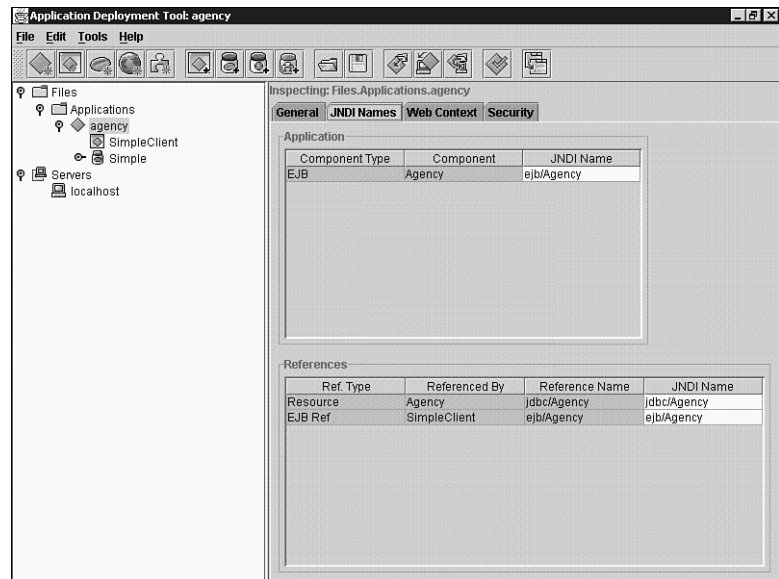 Application Deployment Tool: agency
File Edit Tools Help
Files
Applications
agency
SimpleClient
Simple
Servers
localhost
Inspecting: Files.Applications.agency
General JNDI Names Web Context Security
Application
Component Type Component JNDI Name
EJB Agency ejb/Agency
References
Ref. Type Referenced By Reference Name JNDI Name
Resource Agency jdbc/Agency jdbc/Agency
EJB Ref SimpleClient ejb/Agency ejb/Agency